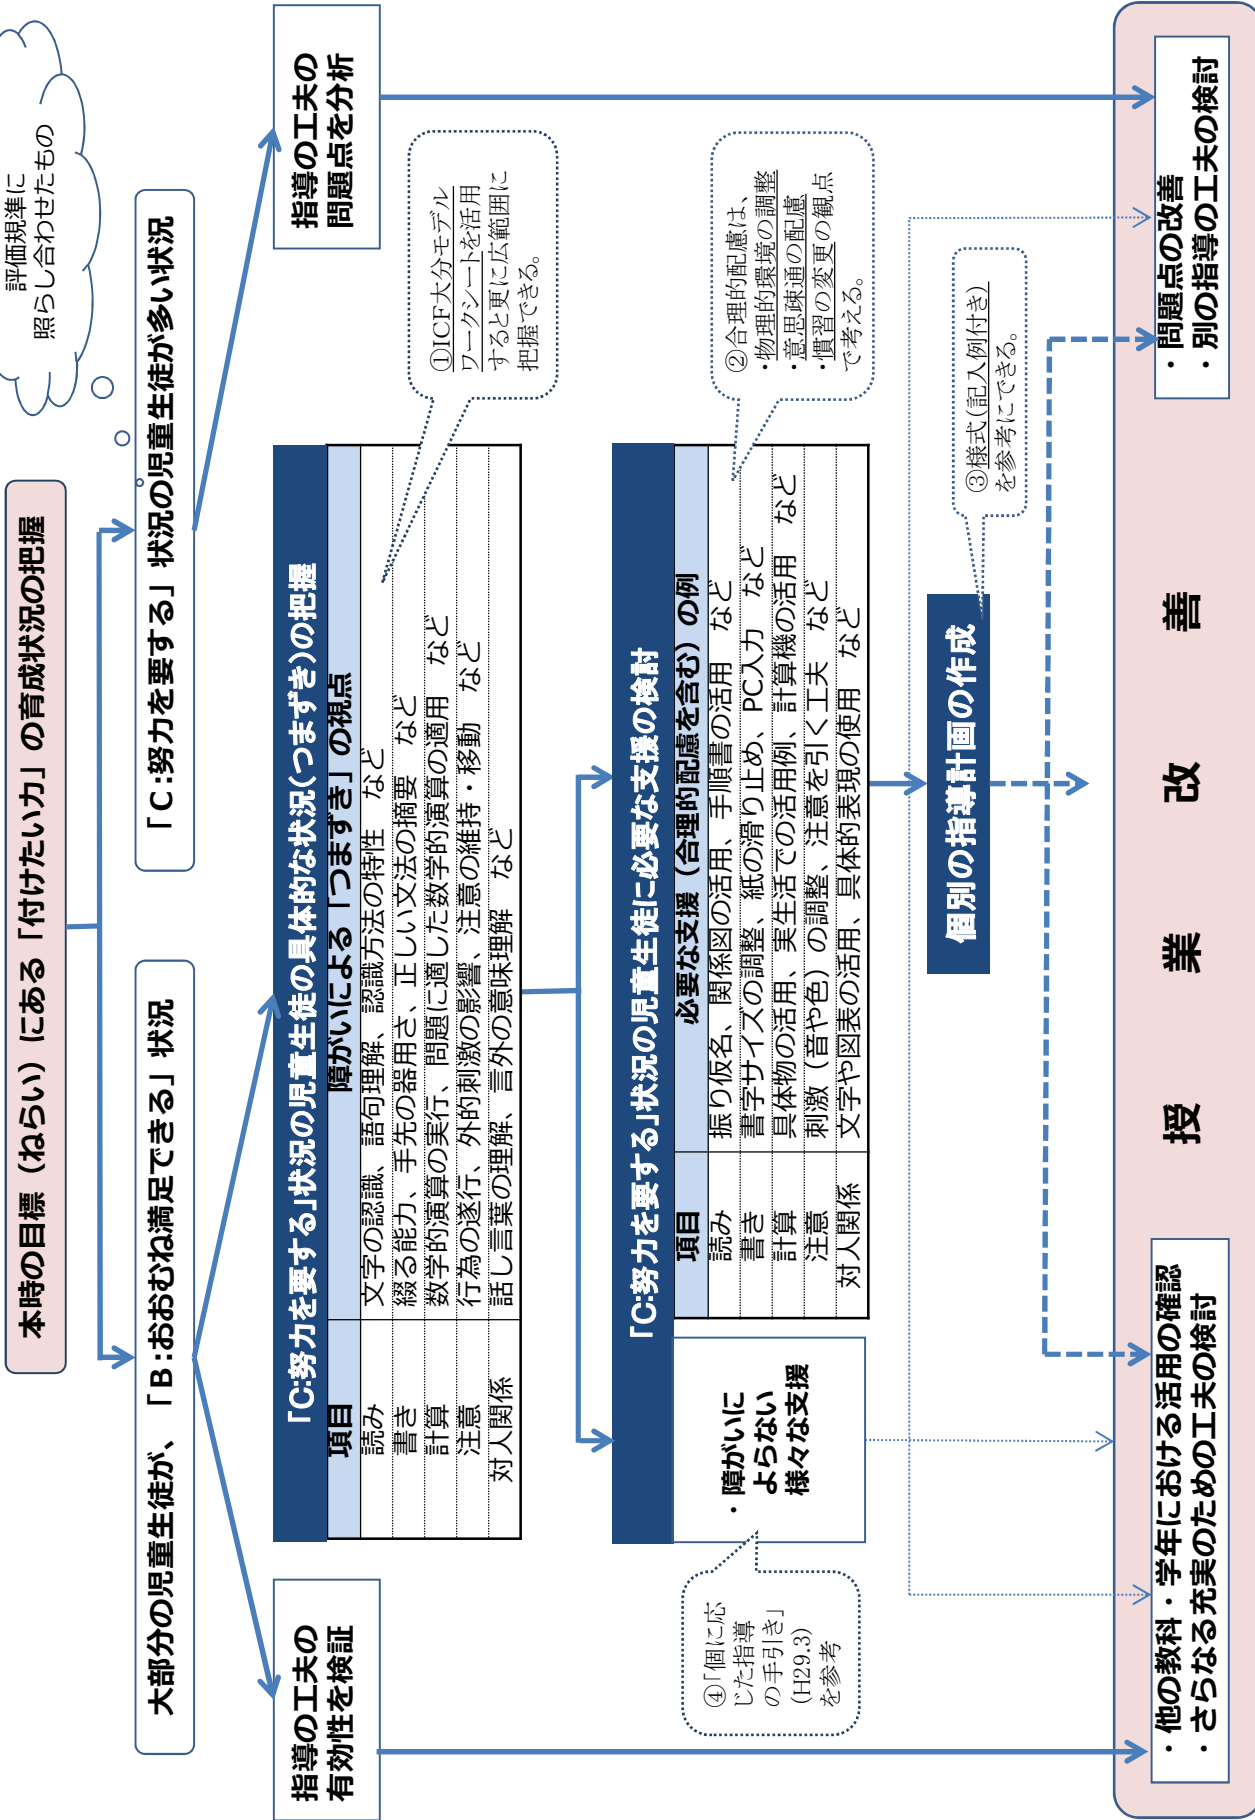 評価規準に
照らし合わせたもの
本時の目標（ねらい）にある「付けたい力」の育成状況の把握
大部分の児童生徒が、「B:おおむね満足できる」状況
「C:努力を要する」状況の児童生徒が多い状況
指導の工夫の
有効性を検証
指導の工夫の
問題点を分析
「C:努力を要する」状況の児童生徒の具体的な状況(つまずき)の把握
項目 障がいによる「つまずき」の視点
読み 文字の認識、語句理解、認識方法の特性　など
書き 綴る能力、手先の器用さ、正しい文法の摘要　など
計算 数学的演算の実行、問題に適した数学的演算の適用　など
注意 行為の遂行、外的刺激の影響、注意の維持・移動　など
対人関係 話し言葉の理解、言外の意味理解　など
①ICF大分モデル
ワークシートを活用
すると更に広範囲に
把握できる。
「C:努力を要する」状況の児童生徒に必要な支援の検討
・障がいに
よらない
様々な支援
項目 必要な支援（合理的配慮を含む）の例
読み 振り仮名、関係図の活用、手順書の活用　など
書き 書字サイズの調整、紙の滑り止め、PC入力　など
計算 具体物の活用、実生活での活用例、計算機の活用　など
注意 刺激（音や色）の調整、注意を引く工夫　など
対人関係 文字や図表の活用、具体的表現の使用　など
②合理的配慮は、
・物理的環境の調整
・意思疎通の配慮
・慣習の変更の観点
で考える。
④「個に応
じた指導
の手引き」
(H29.3)
を参考
個別の指導計画の作成
③様式(記入例付き)
を参考にできる。
・他の教科・学年における活用の確認
・さらなる充実のための工夫の検討
授業改善
・問題点の改善
・別の指導の工夫の検討